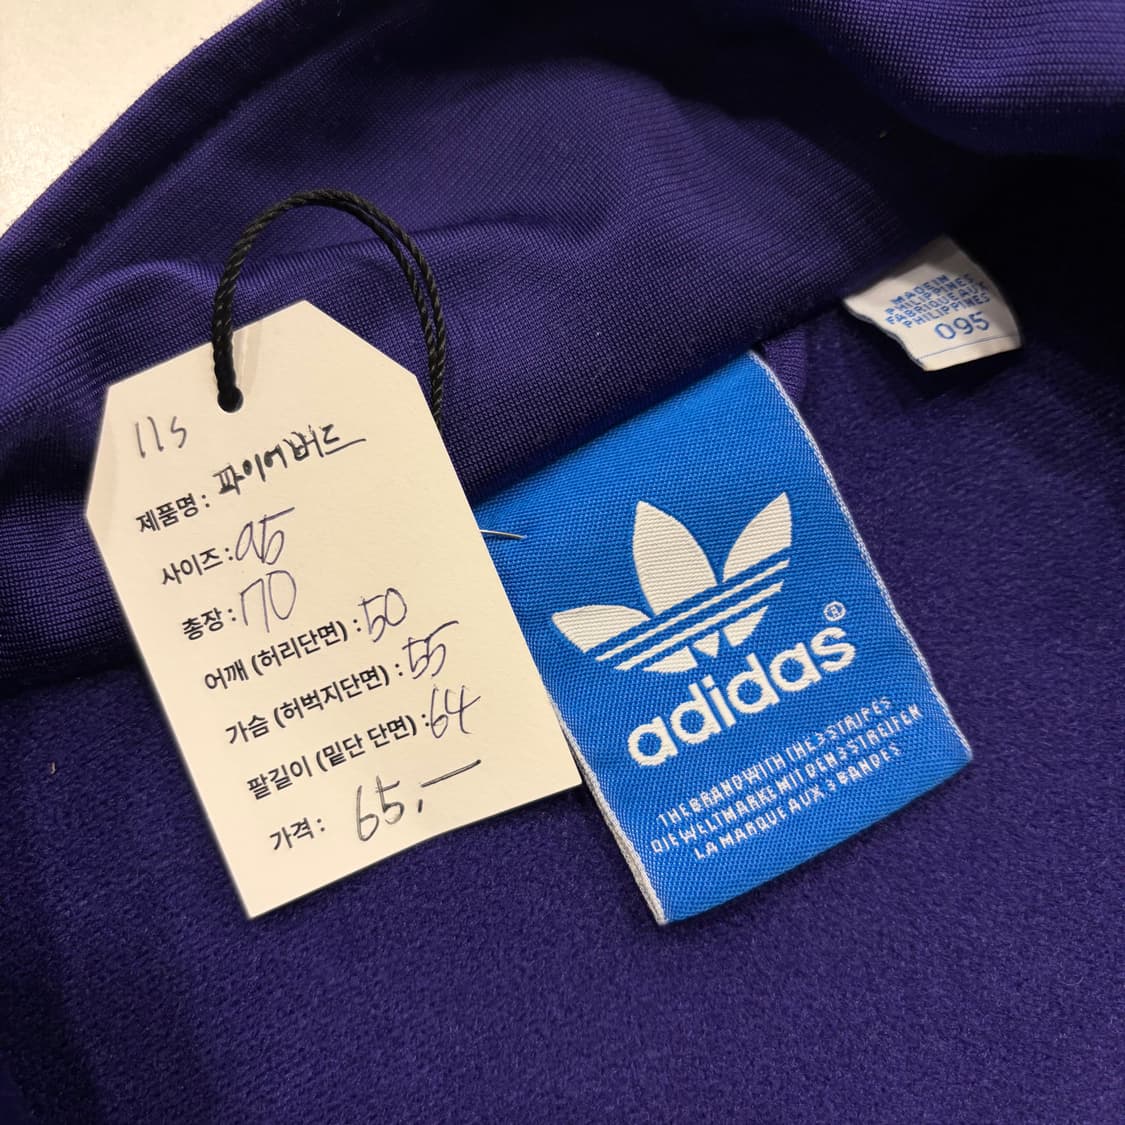 11s
제품명 : 파이어버드
사이즈 : 95
총장 : 70
어깨 (허리단면) : 50
가슴 (허벅지단면) : 55
팔길이 (밑단 단면) : 64
가격 : 65,-
MADE IN
PHILIPPINES
FABRIQUE AUX
PHILIPPINES
095
adidas®
THE BRAND WITH THE 3 STRIPES
DIE WELTMARKE MIT DEN 3 STREIFEN
LA MARQUE AUX 3 BANDES